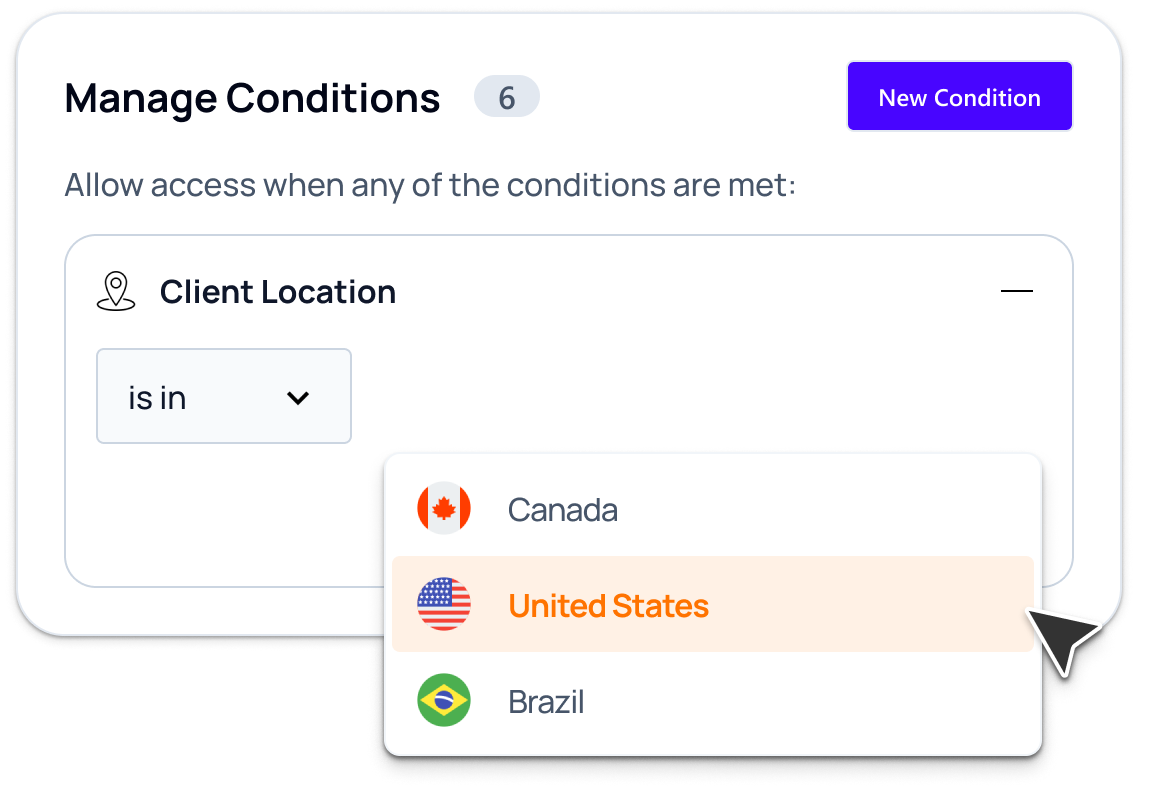 Manage Conditions 6 New Condition
Allow access when any of the conditions are met:
Client Location
is in
Canada
United States
Brazil